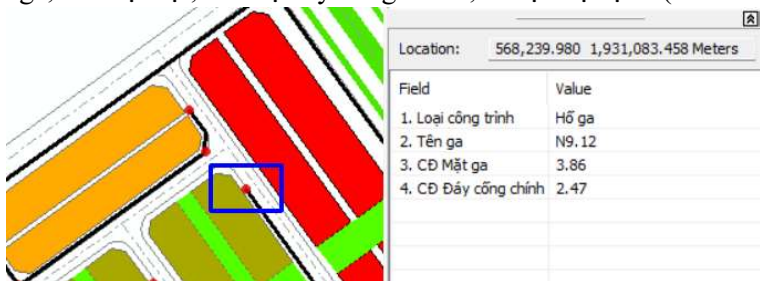 Location: 568,239.980 1,931,083.458 Meters
Field Value
1. Loại công trình Hố ga
2. Tên ga N9.12
3. CĐ Mặt ga 3.86
4. CĐ Đáy cống chính 2.47